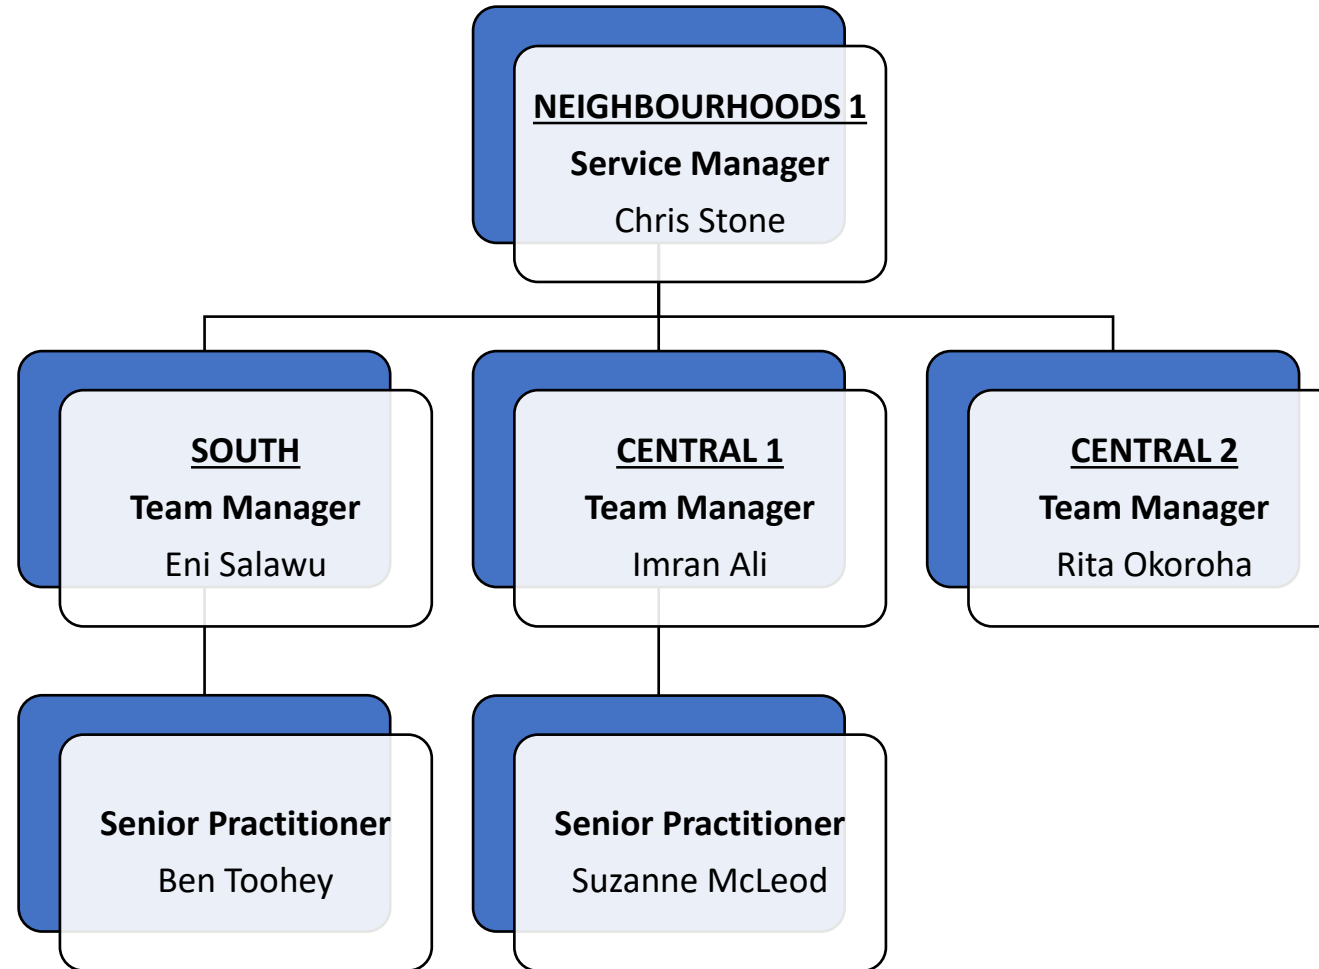 NEIGHBOURHOODS 1
Service Manager
Chris Stone
SOUTH
Team Manager
Eni Salawu
CENTRAL 1
Team Manager
Imran Ali
CENTRAL 2
Team Manager
Rita Okoroha
Senior Practitioner
Ben Toohey
Senior Practitioner
Suzanne McLeod